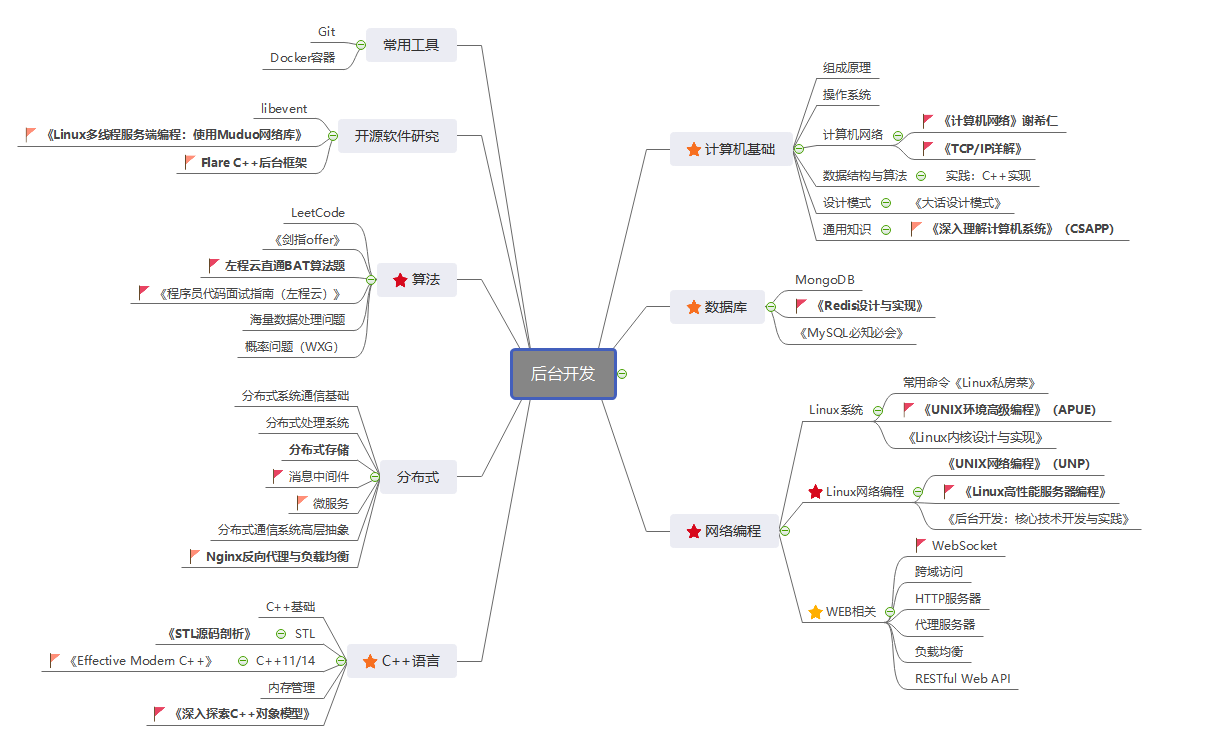 后台开发
常用工具
Git
Docker容器
开源软件研究
libevent
《Linux多线程服务端编程：使用Muduo网络库》
Flare C++后台框架
算法
LeetCode
《剑指offer》
左程云直通BAT算法题
《程序员代码面试指南（左程云）》
海量数据处理问题
概率问题（WXG）
分布式
分布式系统通信基础
分布式处理系统
分布式存储
消息中间件
微服务
分布式通信系统高层抽象
Nginx反向代理与负载均衡
C++语言
C++基础
STL
《STL源码剖析》
C++11/14
《Effective Modern C++》
内存管理
《深入探索C++对象模型》
计算机基础
组成原理
操作系统
计算机网络
《计算机网络》谢希仁
《TCP/IP详解》
数据结构与算法
实践：C++实现
设计模式
《大话设计模式》
通用知识
《深入理解计算机系统》（CSAPP）
数据库
MongoDB
《Redis设计与实现》
《MySQL必知必会》
网络编程
Linux系统
常用命令《Linux私房菜》
《UNIX环境高级编程》（APUE）
《Linux内核设计与实现》
Linux网络编程
《UNIX网络编程》（UNP）
《Linux高性能服务器编程》
《后台开发：核心技术开发与实践》
WEB相关
WebSocket
跨域访问
HTTP服务器
代理服务器
负载均衡
RESTful Web API